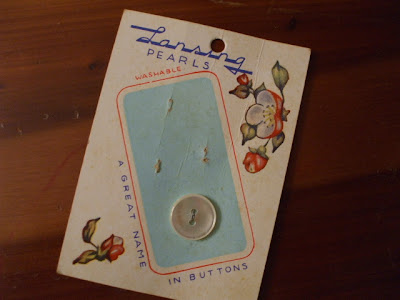 Lansing
PEARLS
WASHABLE
A GREAT NAME
IN BUTTONS